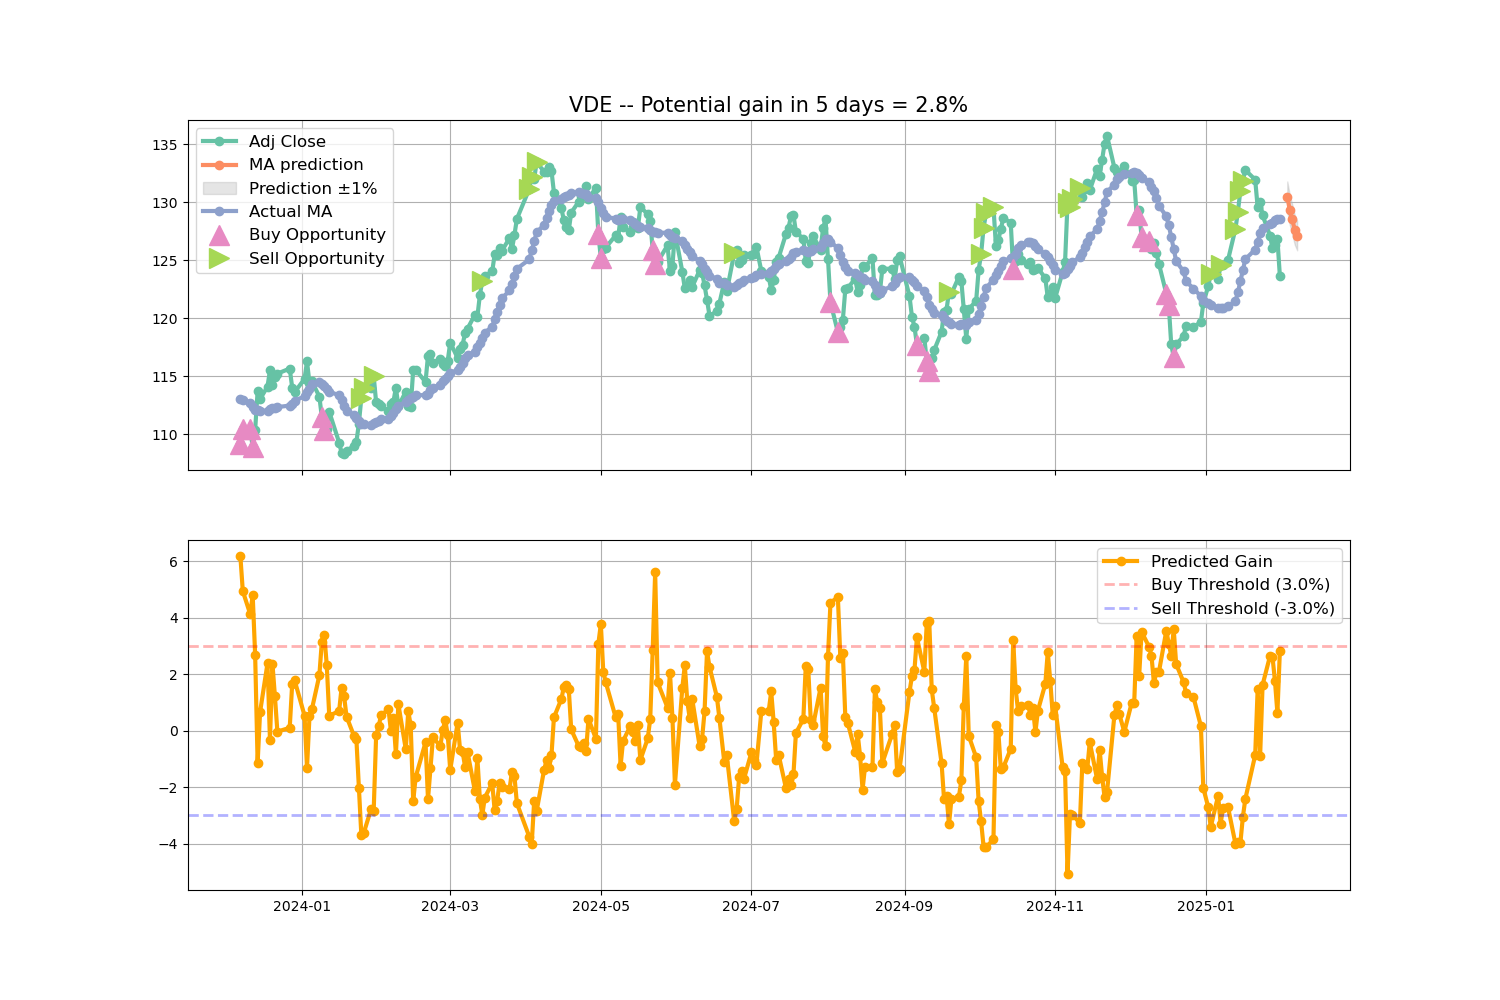 VDE -- Potential gain in 5 days = 2.8%
135
130
125
120
115
110
Adj Close
MA prediction
Prediction ±1%
Actual MA
Buy Opportunity
Sell Opportunity
6
4
2
0
−2
−4
Predicted Gain
Buy Threshold (3.0%)
Sell Threshold (-3.0%)
2024-01 2024-03 2024-05 2024-07 2024-09 2024-11 2025-01